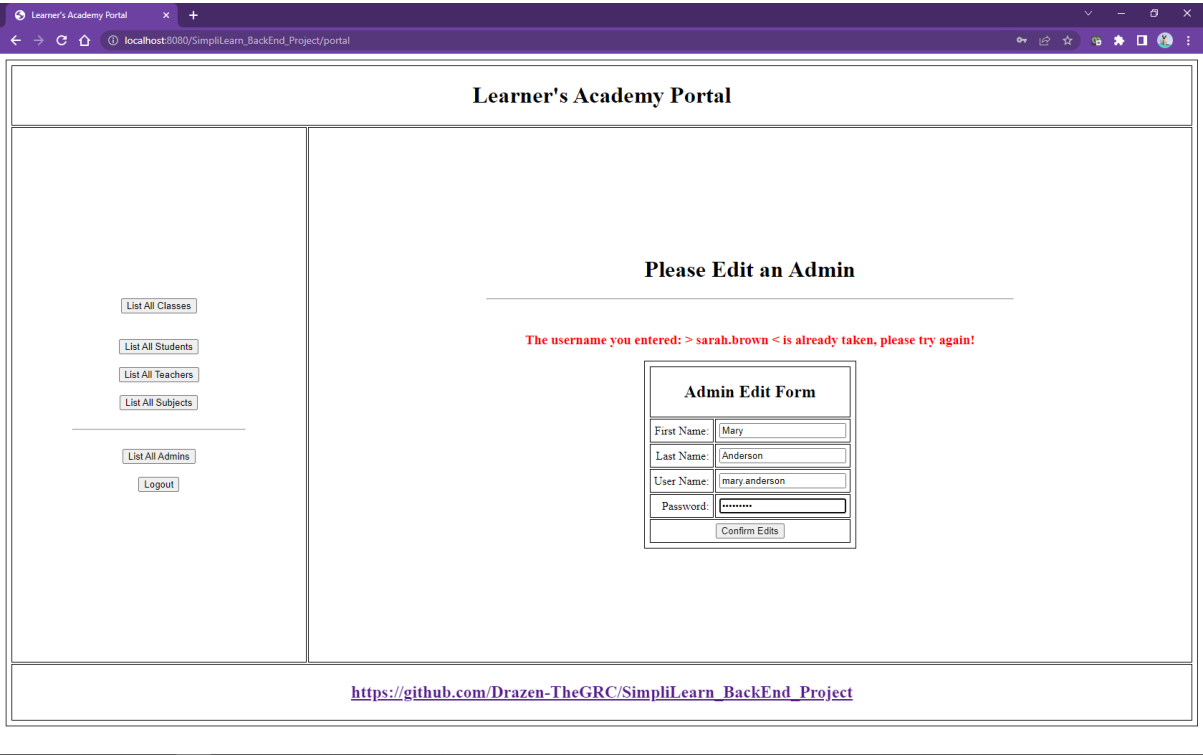 Learner's Academy Portal
localhost:8080/SimpliLearn_BackEnd_Project/portal
Learner's Academy Portal
List All Classes
List All Students
List All Teachers
List All Subjects
List All Admins
Logout
Please Edit an Admin
The username you entered: > sarah.brown < is already taken, please try again!
Admin Edit Form
First Name: Mary
Last Name: Anderson
User Name: mary.anderson
Password: •••••••••
Confirm Edits
https://github.com/Drazen-TheGRC/SimpliLearn_BackEnd_Project